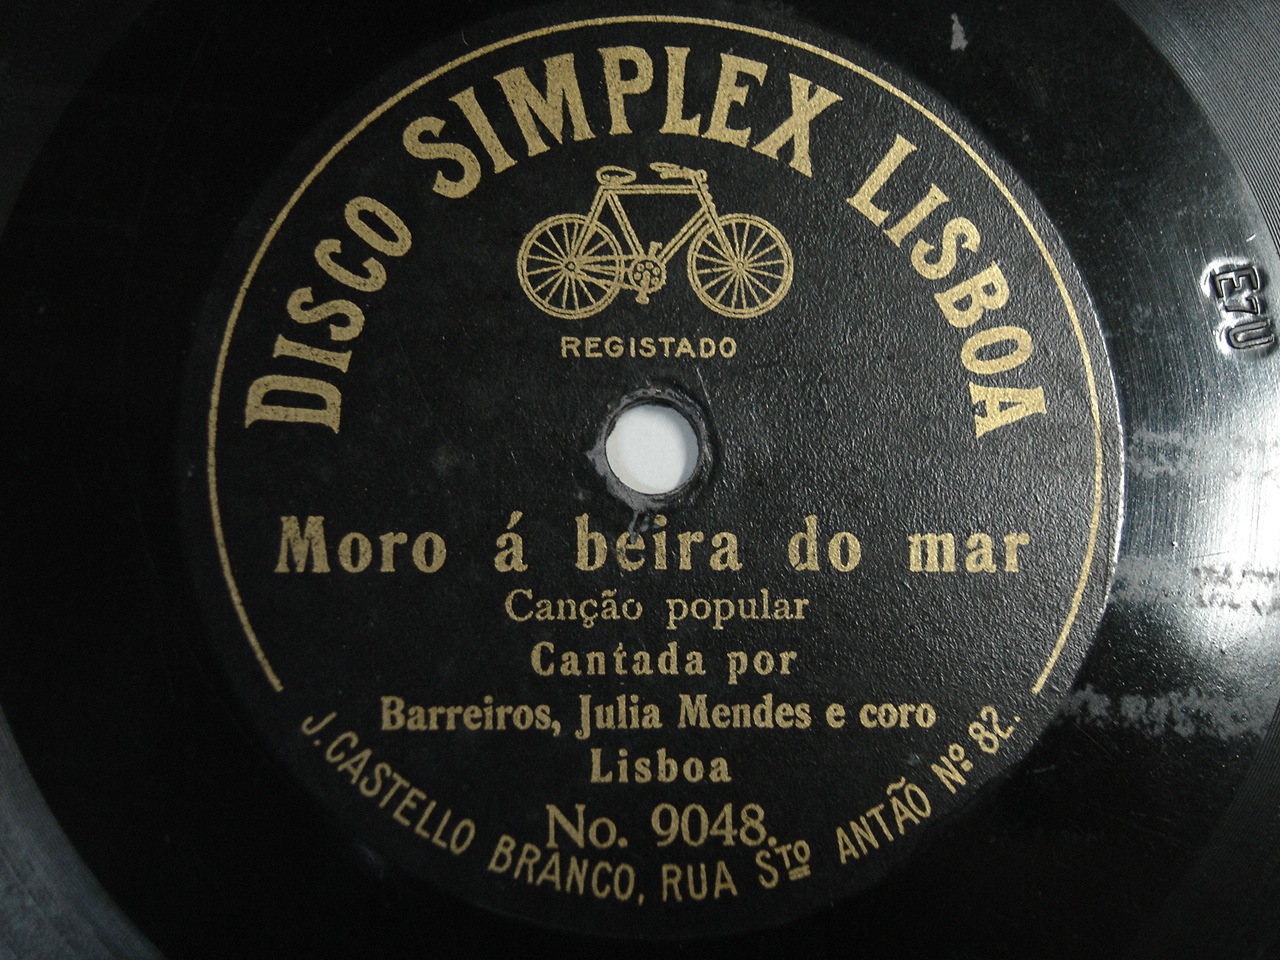 DISCO SIMPLEX LISBOA
REGISTADO
Moro á beira do mar
Canção popular
Cantada por
Barreiros, Julia Mendes e coro
Lisboa
No. 9048.
J. CASTELLO BRANCO, RUA STO ANTÃO Nº 82.
E7U